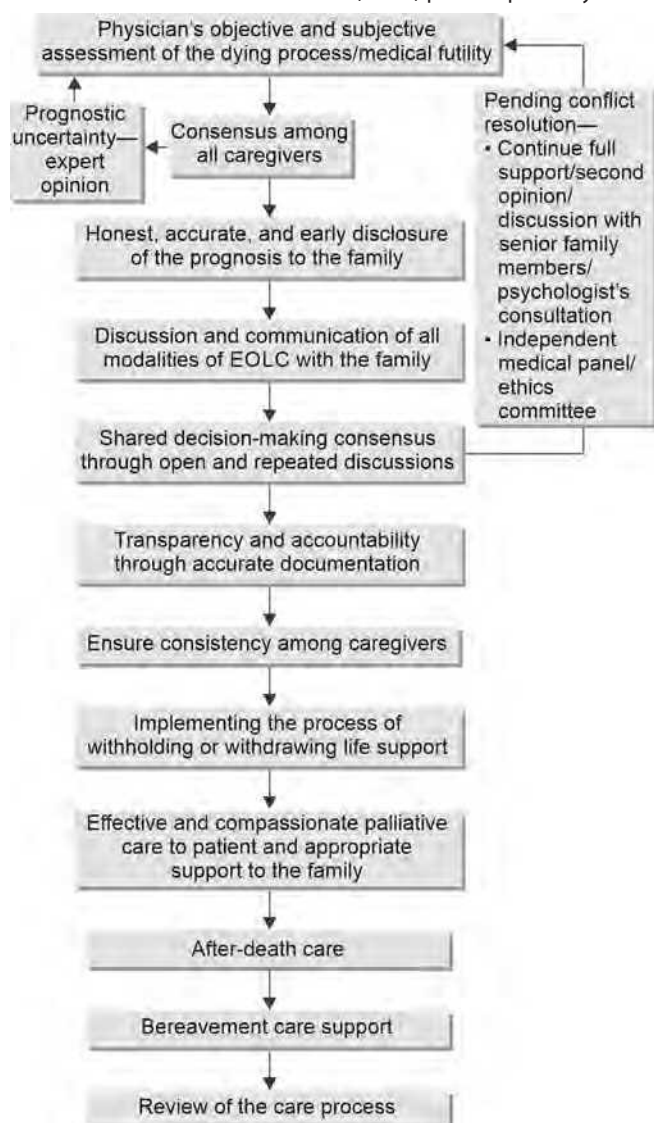 Physician's objective and subjective
assessment of the dying process/medical futility
Prognostic
uncertainty—
expert
opinion
Consensus among
all caregivers
Pending conflict
resolution—
• Continue full
support/second
opinion/
discussion with
senior family
members/
psychologist's
consultation
• Independent
medical panel/
ethics
committee
Honest, accurate, and early disclosure
of the prognosis to the family
Discussion and communication of all
modalities of EOLC with the family
Shared decision-making consensus
through open and repeated discussions
Transparency and accountability
through accurate documentation
Ensure consistency among caregivers
Implementing the process of
withholding or withdrawing life support
Effective and compassionate palliative
care to patient and appropriate
support to the family
After-death care
Bereavement care support
Review of the care process